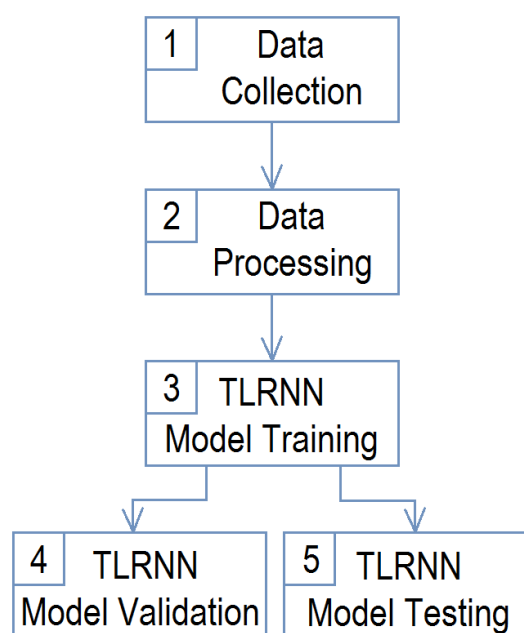 1 Data
Collection
2 Data
Processing
3 TLRNN
Model Training
4 TLRNN
Model Validation
5 TLRNN
Model Testing